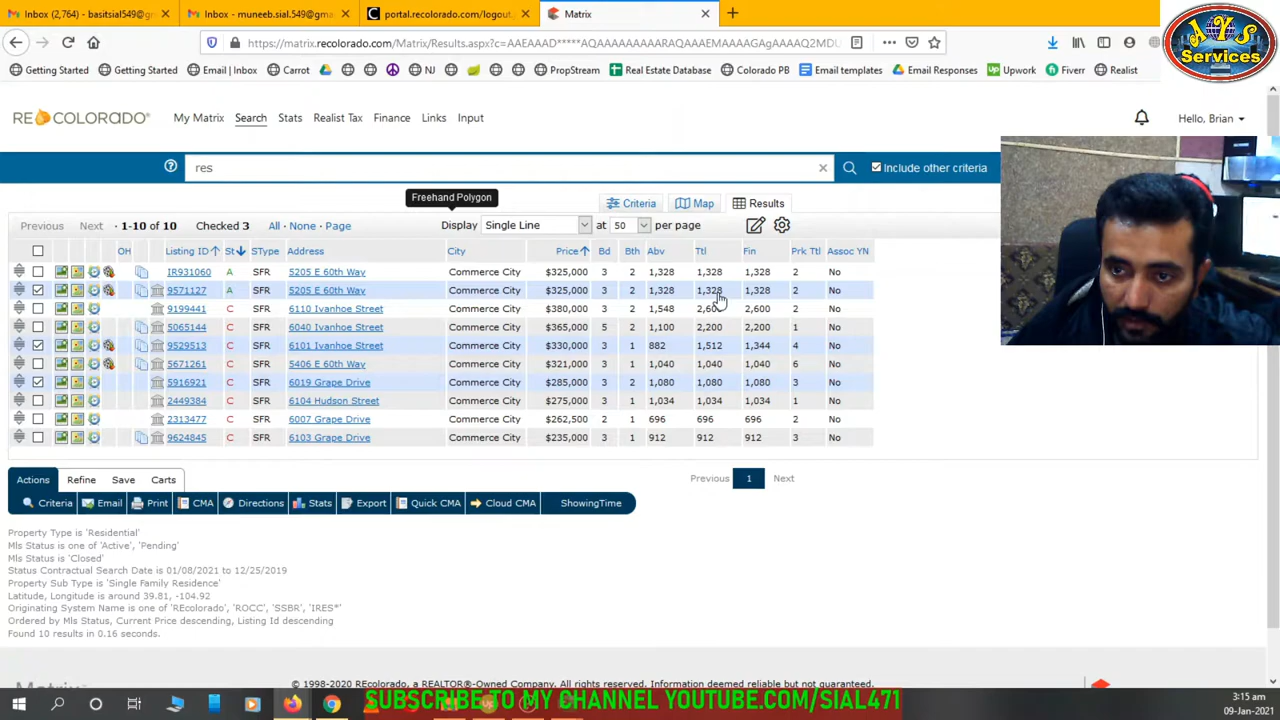 Inbox (2,764) - basitsial549@g
Inbox - muneeb.sial.549@gm
portal.recolorado.com/logout
Matrix
https://matrix.recolorado.com/Matrix/Results.aspx?c=AAEAAAD*****AQAAAAAAAAARAQAAAEMAAAAGAgAAAAQ2MDU
Getting Started
Getting Started
Email | Inbox
Carrot
NJ
PropStream
Real Estate Database
Colorado PB
Email templates
Email Responses
Upwork
Fiverr
Realist
AYS
Services
RECOLORADO
My Matrix
Search
Stats
Realist Tax
Finance
Links
Input
Hello, Brian
res
Include other criteria
Freehand Polygon
Criteria
Map
Results
Previous Next · 1-10 of 10 Checked 3 All · None · Page
Display Single Line at 50 per page
OH Listing ID St SType Address City Price Bd Bth Abv Ttl Fin Prk Ttl Assoc YN
IR931060 A SFR 5205 E 60th Way Commerce City $325,000 3 2 1,328 1,328 1,328 2 No
9571127 A SFR 5205 E 60th Way Commerce City $325,000 3 2 1,328 1,328 1,328 2 No
9199441 C SFR 6110 Ivanhoe Street Commerce City $380,000 3 2 1,548 2,600 2,600 2 No
5065144 C SFR 6040 Ivanhoe Street Commerce City $365,000 5 2 1,100 2,200 2,200 1 No
9529513 C SFR 6101 Ivanhoe Street Commerce City $330,000 3 1 882 1,512 1,344 4 No
5671261 C SFR 5406 E 60th Way Commerce City $321,000 3 1 1,040 1,040 1,040 6 No
5916921 C SFR 6019 Grape Drive Commerce City $285,000 3 2 1,080 1,080 1,080 3 No
2449384 C SFR 6104 Hudson Street Commerce City $275,000 3 1 1,034 1,034 1,034 1 No
2313477 C SFR 6007 Grape Drive Commerce City $262,500 2 1 696 696 696 2 No
9624845 C SFR 6103 Grape Drive Commerce City $235,000 3 1 912 912 912 3 No
Actions Refine Save Carts
Previous 1 Next
Criteria Email Print CMA Directions Stats Export Quick CMA Cloud CMA ShowingTime
Property Type is 'Residential'
Mls Status is one of 'Active', 'Pending'
Mls Status is 'Closed'
Status Contractual Search Date is 01/08/2021 to 12/25/2019
Property Sub Type is 'Single Family Residence'
Latitude, Longitude is around 39.81, -104.92
Originating System Name is one of 'REcolorado', 'ROCC', 'SSBR', 'IRES*'
Ordered by Mls Status, Current Price descending, Listing Id descending
Found 10 results in 0.16 seconds.
© 1998-2020 REcolorado, A REALTOR®-Owned Company. All rights reserved. Information deemed reliable but not guaranteed.
SUBSCRIBE TO MY CHANNEL YOUTUBE.COM/SIAL471
3:15 am
09-Jan-2021